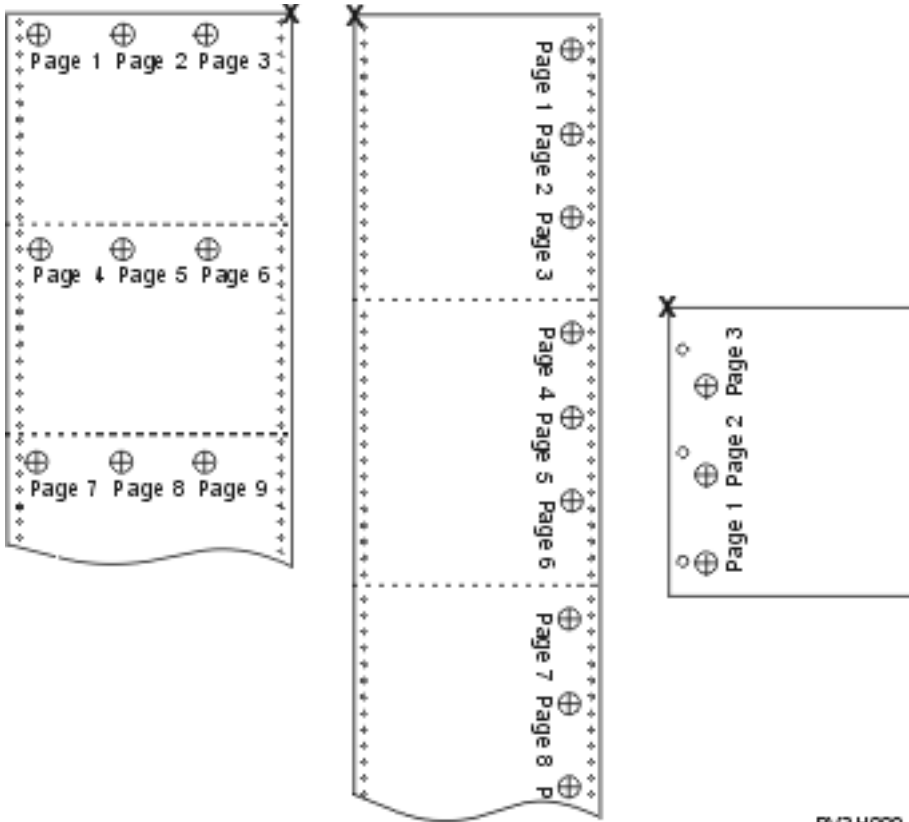 X
Page 1 Page 2 Page 3
Page 4 Page 5 Page 6
Page 7 Page 8 Page 9
X
Page 1
Page 2
Page 3
Page 4
Page 5
Page 6
Page 7
Page 8
P
X
Page 3
Page 2
Page 1